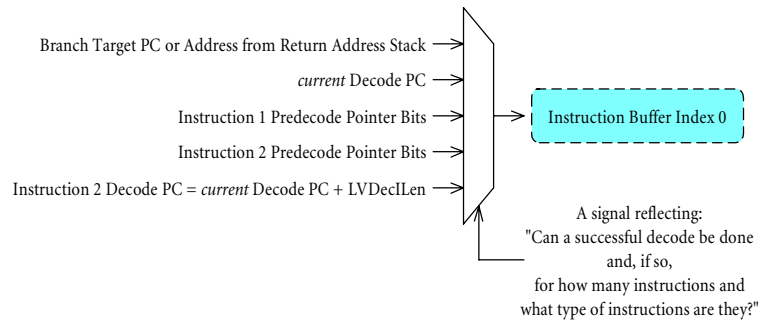 Branch Target PC or Address from Return Address Stack
current Decode PC
Instruction 1 Predecode Pointer Bits
Instruction Buffer Index 0
Instruction 2 Predecode Pointer Bits
Instruction 2 Decode PC = current Decode PC + LVDecILen
A signal reflecting:
"Can a successful decode be done
and, if so,
for how many instructions and
what type of instructions are they?"